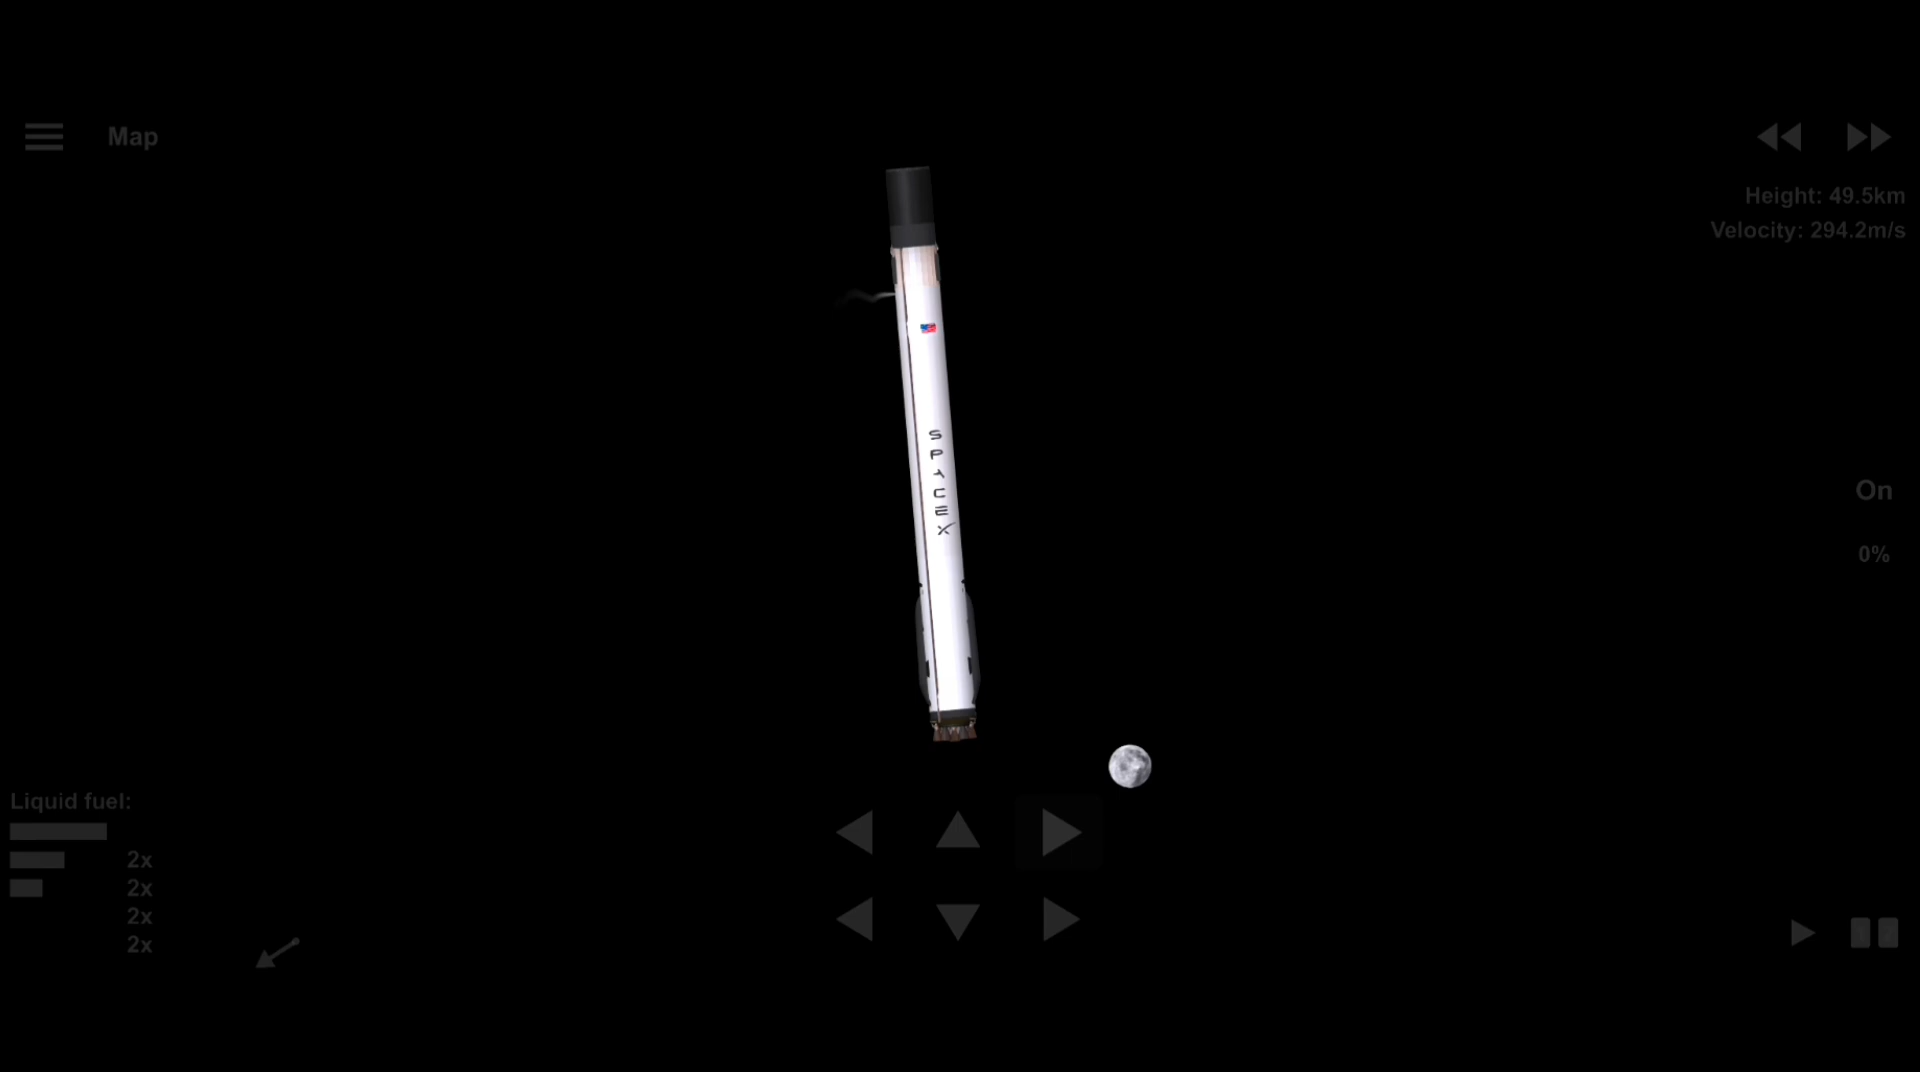 Map
Height: 49.5km
Velocity: 294.2m/s
SPACEX
On
0%
Liquid fuel:
2x
2x
2x
2x